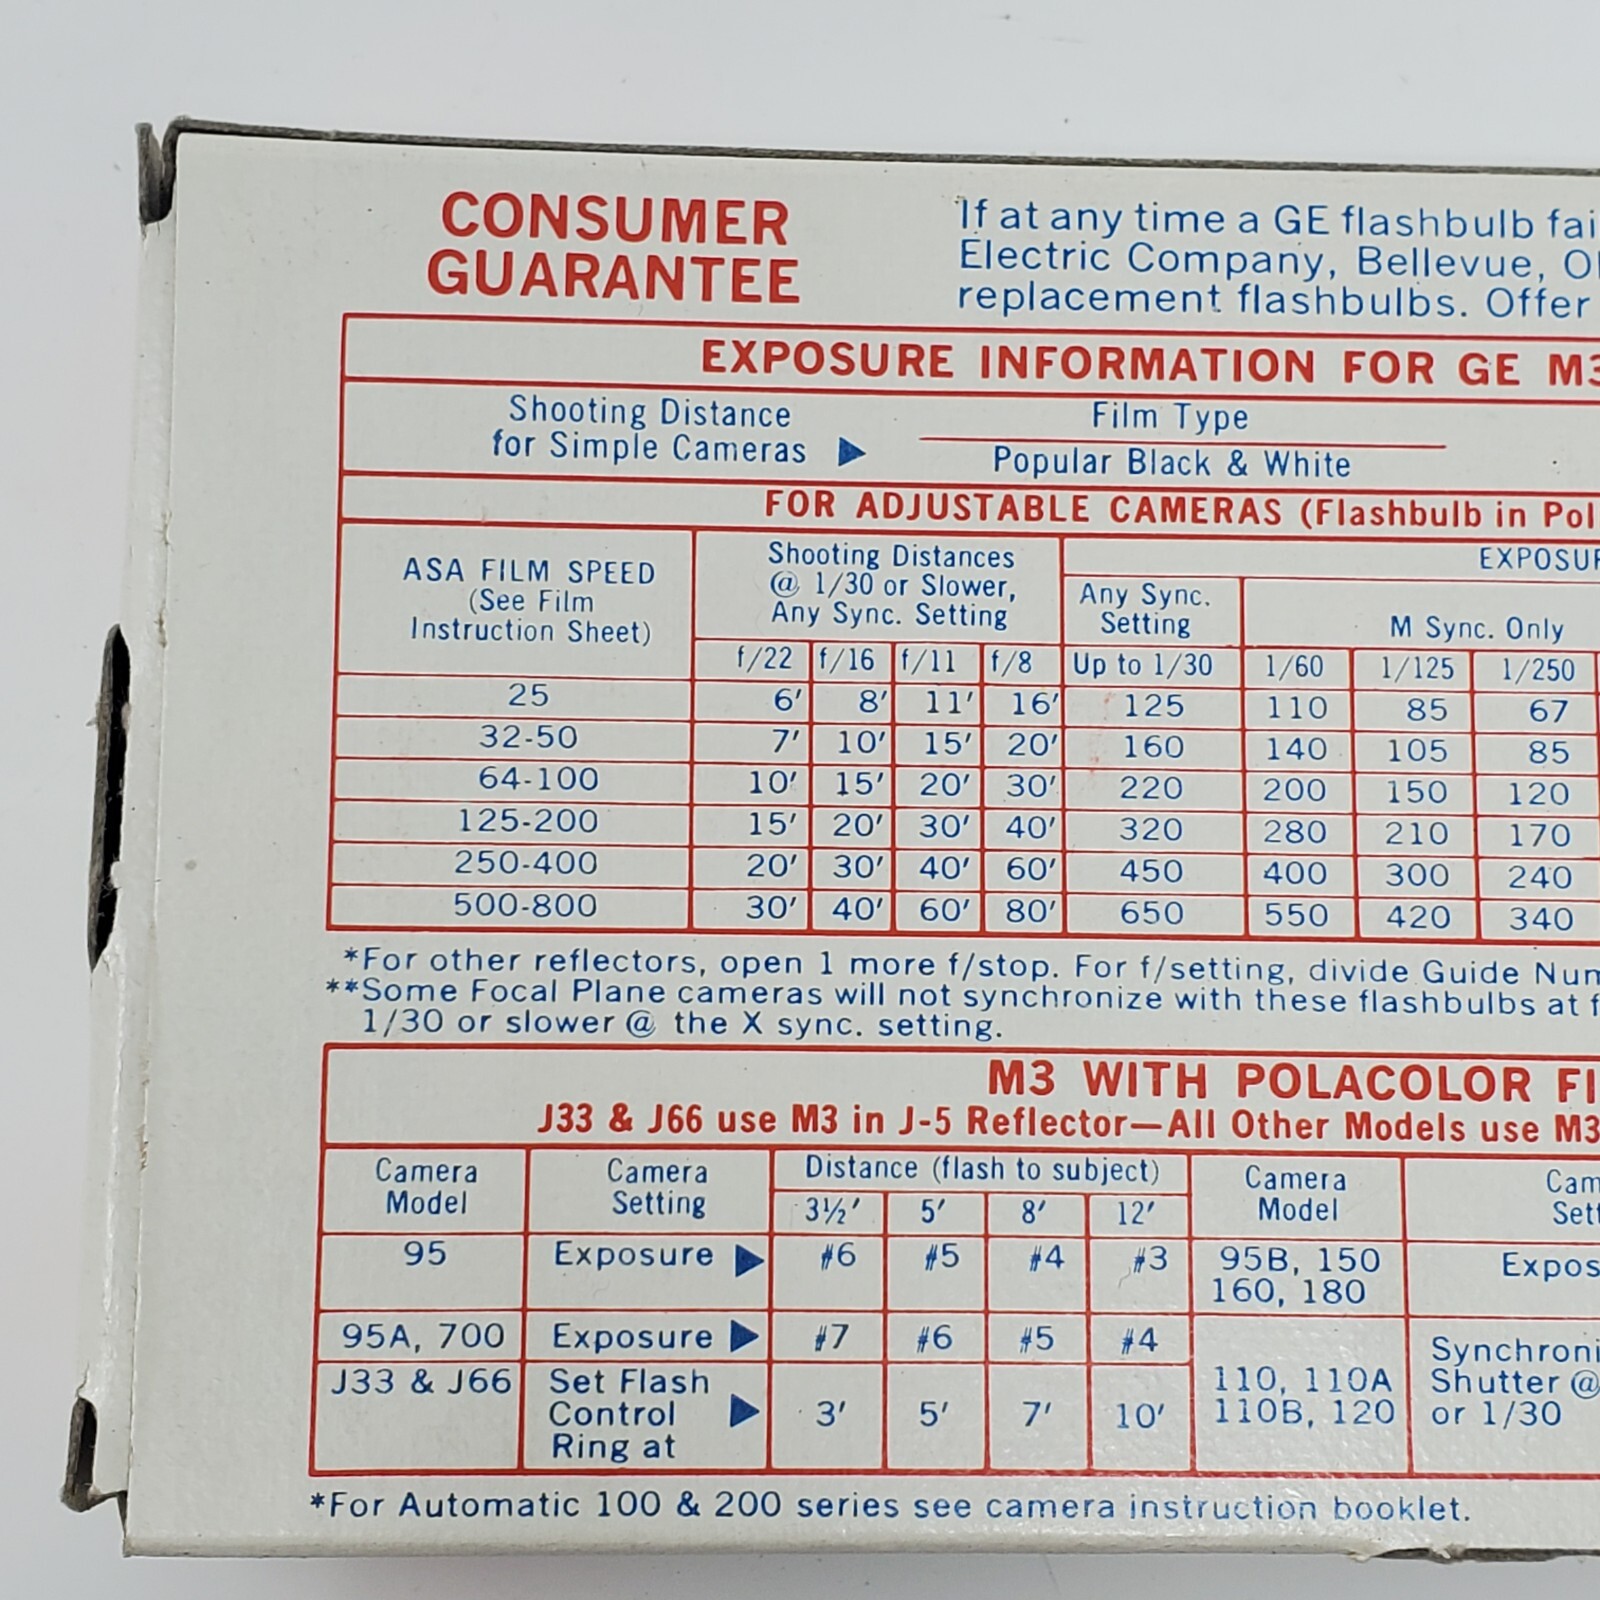 CONSUMER
GUARANTEE
If at any time a GE flashbulb
Electric Company, Bellevue,
replacement flashbulbs. Offer
EXPOSURE INFORMATION FOR GE M3
Shooting Distance
for Simple Cameras ▶
Film Type
Popular Black & White
FOR ADJUSTABLE CAMERAS (Flashbulb in
ASA FILM SPEED
(See Film
Instruction Sheet)
Shooting Distances
@ 1/30 or Slower,
Any Sync. Setting
Any Sync.
Setting
M Sync. Only
f/22 f/16 f/11 f/8 Up to 1/30 1/60 1/125 1/250
25 6' 8' 11' 16' 125 110 85 67
32-50 7' 10' 15' 20' 160 140 105 85
64-100 10' 15' 20' 30' 220 200 150 120
125-200 15' 20' 30' 40' 320 280 210 170
250-400 20' 30' 40' 60' 450 400 300 240
500-800 30' 40' 60' 80' 650 550 420 340
*For other reflectors, open 1 more f/stop. For f/setting, divide Guide
**Some Focal Plane cameras will not synchronize with these flashbulbs at
1/30 or slower @ the X sync. setting.
M3 WITH POLACOLOR
J33 & J66 use M3 in J-5 Reflector—All Other Models use M3
Camera
Model
Camera
Setting
Distance (flash to subject)
3½' 5' 8' 12'
Camera
Model
95 Exposure ▶ #6 #5 #4 #3
95B, 150
160, 180
95A, 700 Exposure ▶ #7 #6 #5 #4
J33 & J66 Set Flash
Control ▶ 3' 5' 7' 10'
Ring at
110, 110A
110B, 120
Shutter @
or 1/30
*For Automatic 100 & 200 series see camera instruction booklet.